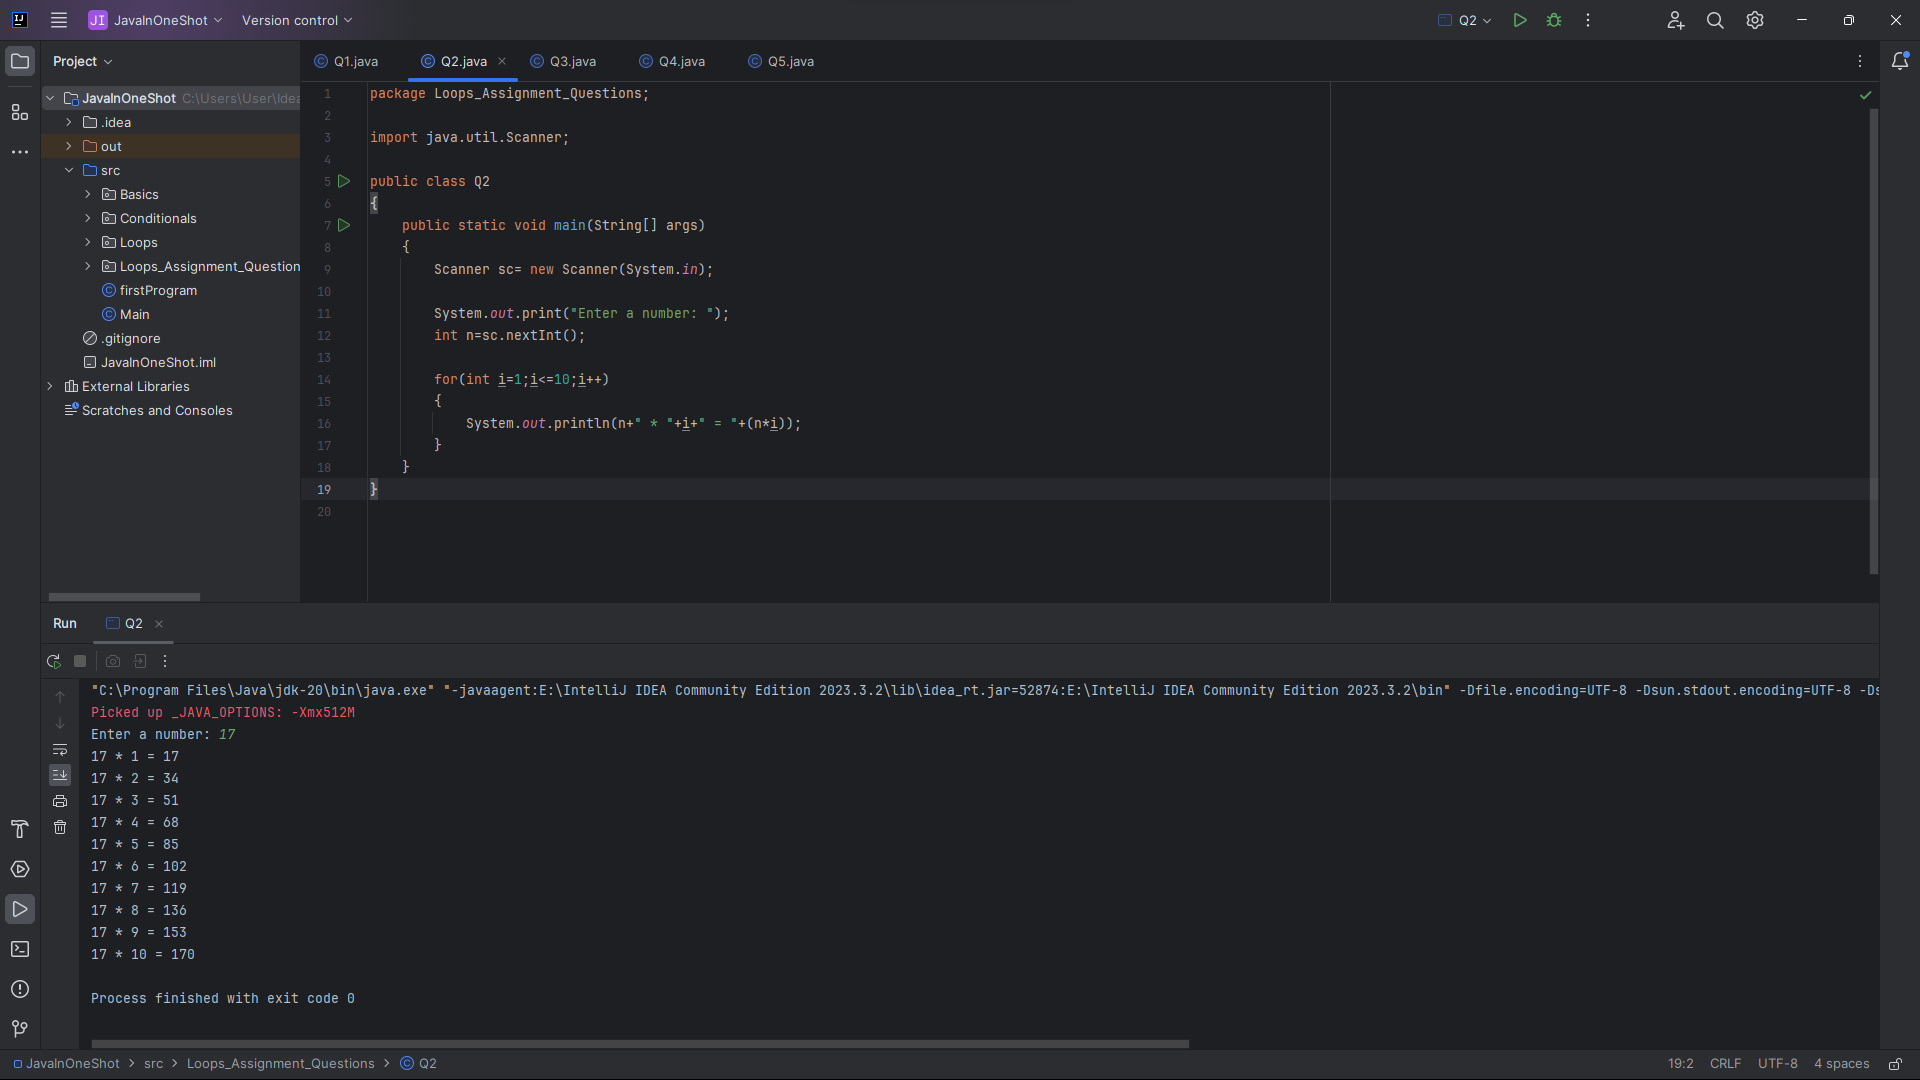 JI JavaInOneShot Version control Q2
Project
Q1.java Q2.java Q3.java Q4.java Q5.java
JavaInOneShot C:\Users\User\Idea
.idea
out
src
Basics
Conditionals
Loops
Loops_Assignment_Question
firstProgram
Main
.gitignore
JavaInOneShot.iml
External Libraries
Scratches and Consoles
1 package Loops_Assignment_Questions;
2
3 import java.util.Scanner;
4
5 public class Q2
6 {
7 public static void main(String[] args)
8 {
9 Scanner sc= new Scanner(System.in);
10
11 System.out.print("Enter a number: ");
12 int n=sc.nextInt();
13
14 for(int i=1;i<=10;i++)
15 {
16 System.out.println(n+" * "+i+" = "+(n*i));
17 }
18 }
19 }
20
Run Q2
"C:\Program Files\Java\jdk-20\bin\java.exe" "-javaagent:E:\IntelliJ IDEA Community Edition 2023.3.2\lib\idea_rt.jar=52874:E:\IntelliJ IDEA Community Edition 2023.3.2\bin" -Dfile.encoding=UTF-8 -Dsun.stdout.encoding=UTF-8 -Ds
Picked up _JAVA_OPTIONS: -Xmx512M
Enter a number: 17
17 * 1 = 17
17 * 2 = 34
17 * 3 = 51
17 * 4 = 68
17 * 5 = 85
17 * 6 = 102
17 * 7 = 119
17 * 8 = 136
17 * 9 = 153
17 * 10 = 170
Process finished with exit code 0
JavaInOneShot > src > Loops_Assignment_Questions > Q2 19:2 CRLF UTF-8 4 spaces